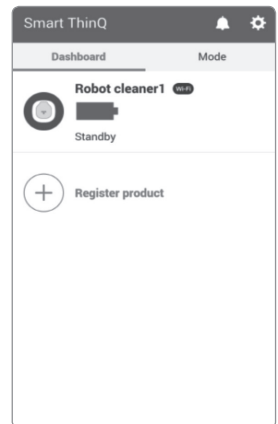 Smart ThinQ
Dashboard Mode
Robot cleaner1 Wi-Fi
Standby
Register product